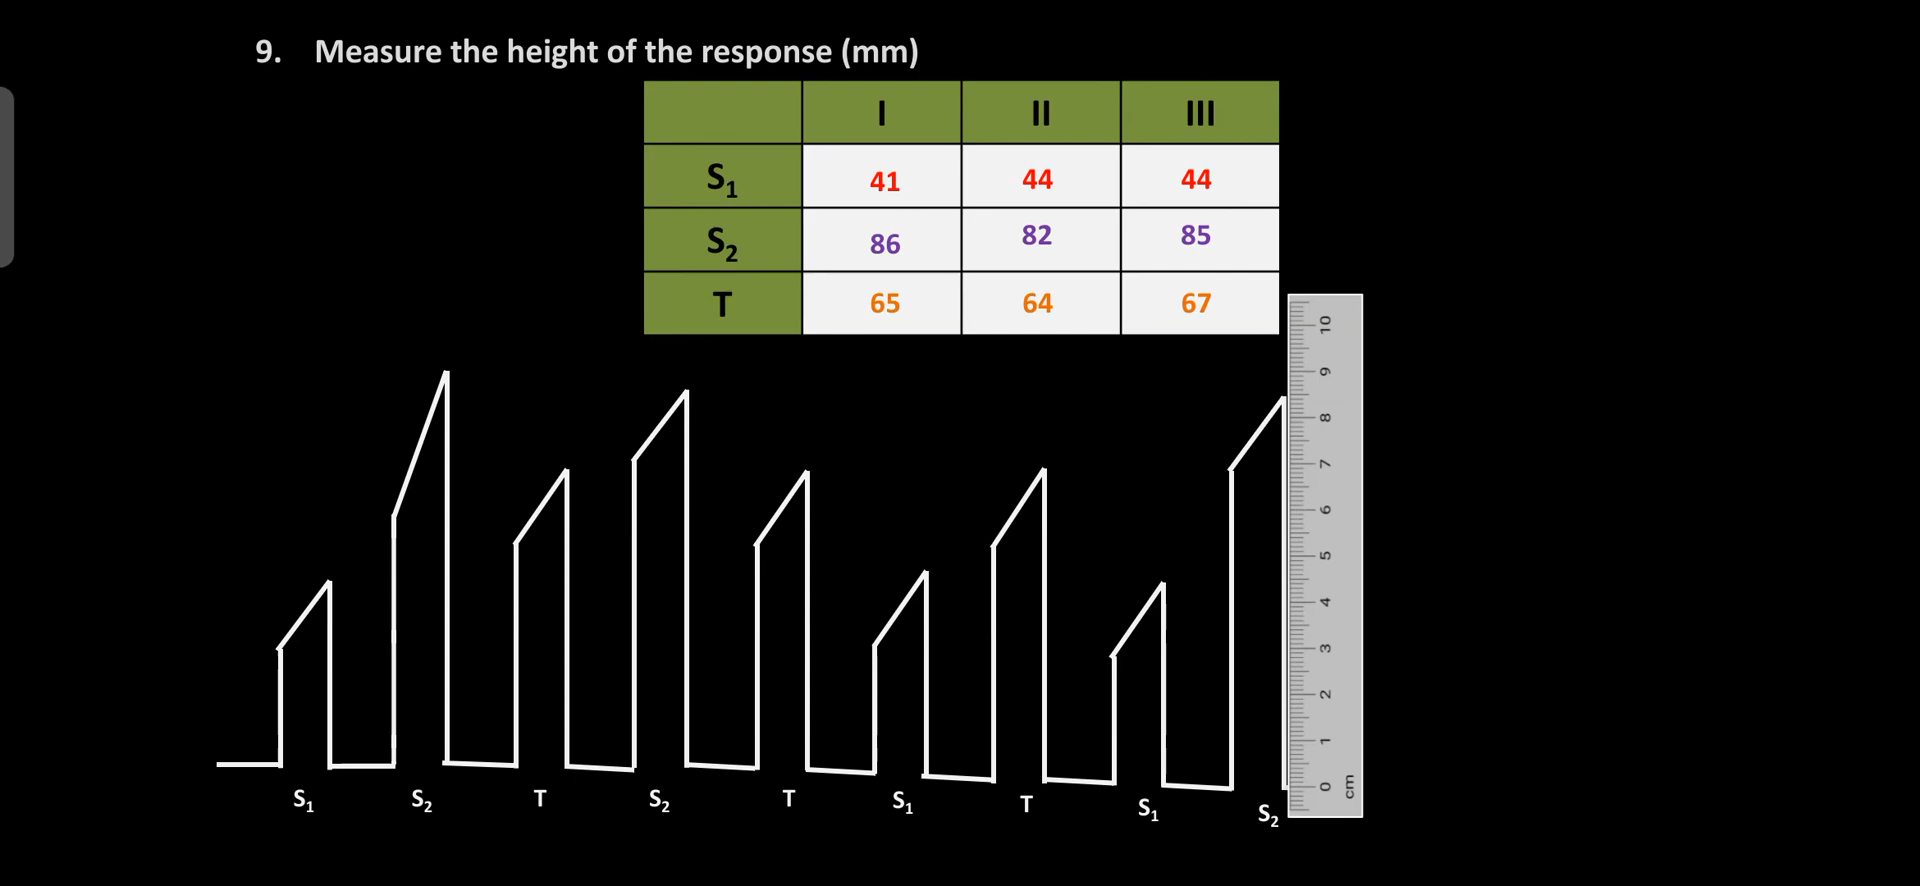 9. Measure the height of the response (mm)
I II III
S₁ 41 44 44
S₂ 86 82 85
T 65 64 67
10
9
8
7
6
5
4
3
2
1
0
cm
S₁ S₂ T S₂ T S₁ T S₁ S₂